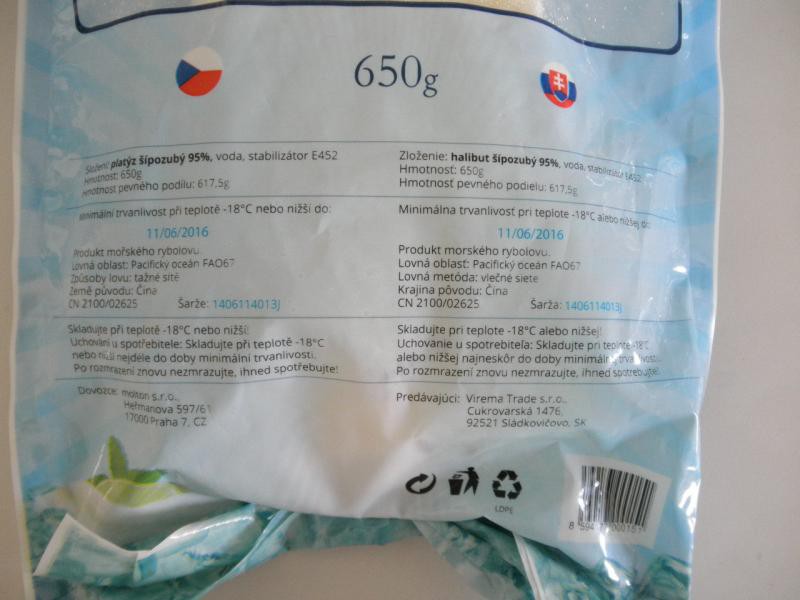 650g
Složení: platýz šípozubý 95%, voda, stabilizátor E452
Hmotnost: 650g
Hmotnost pevného podílu: 617,5g
Zloženie: halibut šípozubý 95%, voda, stabilizátor E452
Hmotnosť: 650g
Hmotnosť pevného podielu: 617,5g
Minimální trvanlivost při teplotě -18°C nebo nižší do:
11/06/2016
Minimálna trvanlivosť pri teplote -18°C alebo nižšej do:
11/06/2016
Produkt mořského rybolovu.
Lovná oblast: Pacifický oceán FAO67
Způsoby lovu: tažné sítě
Země původu: Čína
CN 2100/02625 Šarže: 1406114013J
Produkt morského rybolovu.
Lovná oblasť: Pacifický oceán FAO67
Lovná metóda: vlečné siete
Krajina pôvodu: Čína
CN 2100/02625 Šarža: 1406114013J
Skladujte při teplotě -18°C nebo nižší!
Uchování u spotřebitele: Skladujte při teplotě -18°C
nebo nižší nejdéle do doby minimální trvanlivosti.
Po rozmrazení znovu nezmrazujte, ihned spotřebujte!
Skladujte pri teplote -18°C alebo nižšej!
Uchovanie u spotrebiteľa: Skladujte pri teplote -18°C
alebo nižšej najneskôr do doby minimálnej trvanlivosti.
Po rozmrazení znovu nezmrazujte, ihneď spotrebujte!
Dovozce: molton s.r.o.,
Heřmanova 597/61
17000 Praha 7, CZ
Predávajúci: Virema Trade s.r.o.,
Cukrovarská 1476,
92521 Sládkovičovo, SK
LDPE